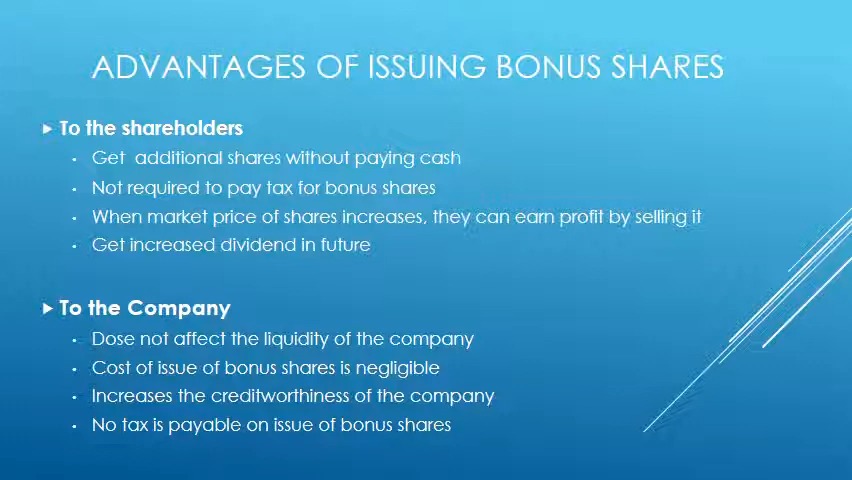 ADVANTAGES OF ISSUING BONUS SHARES
To the shareholders
Get additional shares without paying cash
Not required to pay tax for bonus shares
When market price of shares increases, they can earn profit by selling it
Get increased dividend in future
To the Company
Dose not affect the liquidity of the company
Cost of issue of bonus shares is negligible
Increases the creditworthiness of the company
No tax is payable on issue of bonus shares